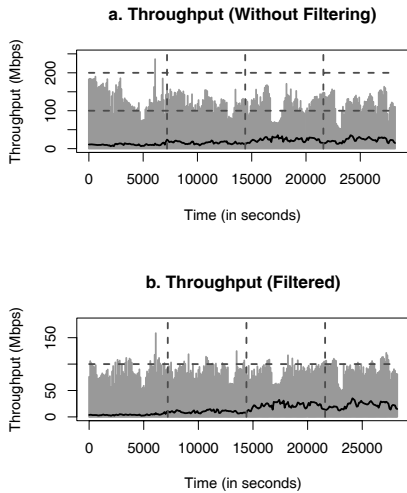 a. Throughput (Without Filtering)
Throughput (Mbps)
200
100
0
0 5000 10000 15000 20000 25000
Time (in seconds)
b. Throughput (Filtered)
Throughput (Mbps)
150
50
0
0 5000 10000 15000 20000 25000
Time (in seconds)